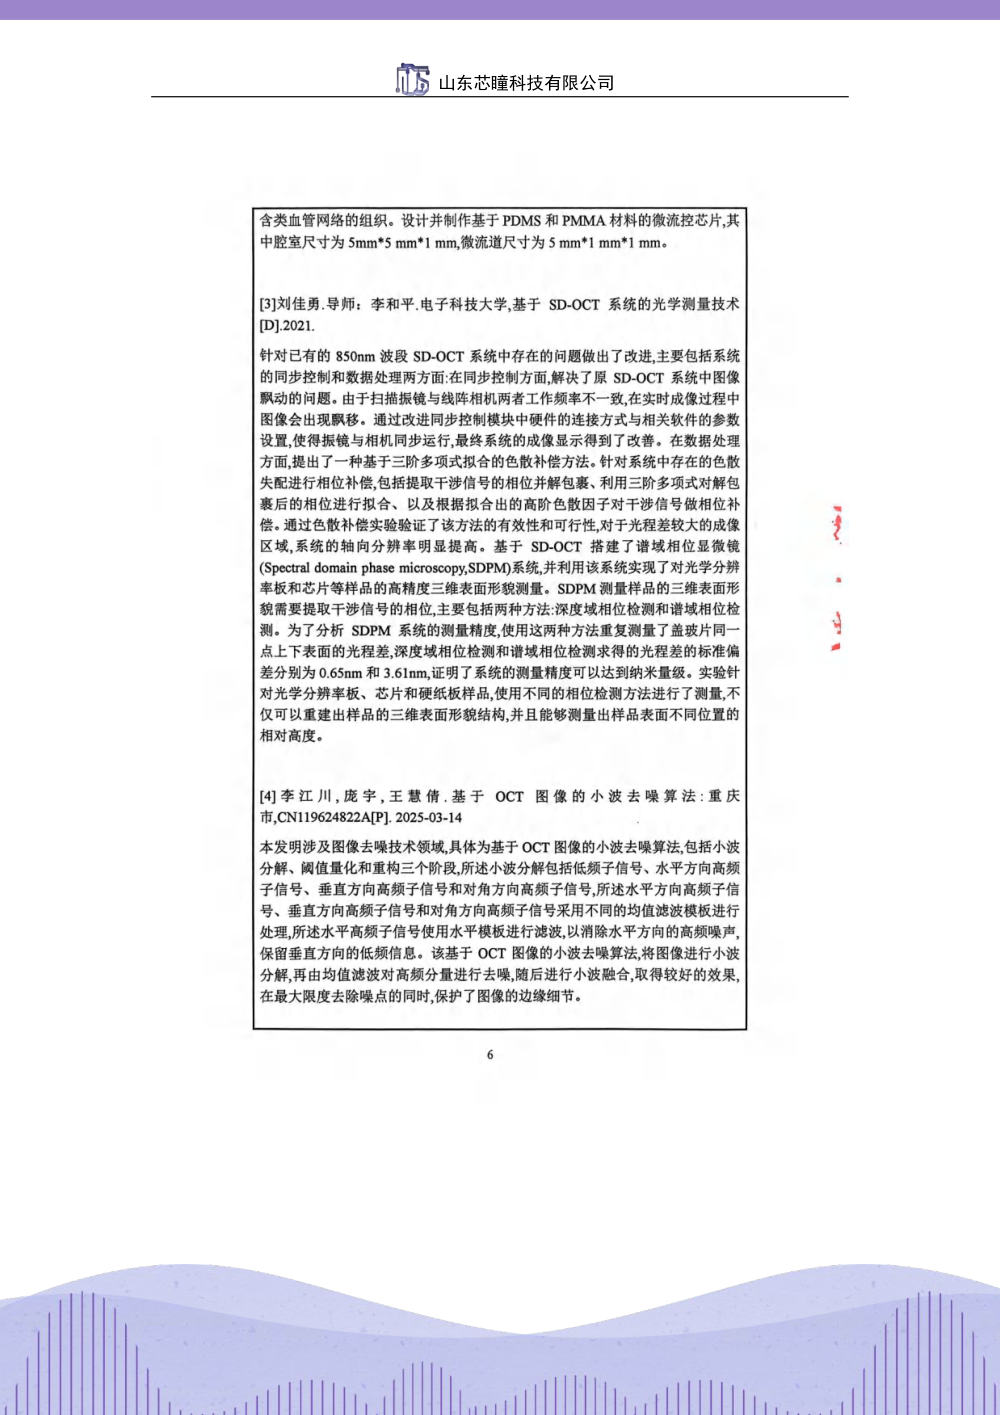 山东芯瞳科技有限公司
含类血管网络的组织。设计并制作基于 PDMS 和 PMMA 材料的微流控芯片,其
中腔室尺寸为 5mm*5 mm*1 mm,微流道尺寸为 5 mm*1 mm*1 mm。
[3]刘佳勇.导师：李和平.电子科技大学,基于 SD-OCT 系统的光学测量技术
[D].2021.
针对已有的 850nm 波段 SD-OCT 系统中存在的问题做出了改进,主要包括系统
的同步控制和数据处理两方面:在同步控制方面,解决了原 SD-OCT 系统中图像
飘动的问题。由于扫描振镜与线阵相机两者工作频率不一致,在实时成像过程中
图像会出现飘移。通过改进同步控制模块中硬件的连接方式与相关软件的参数
设置,使得振镜与相机同步运行,最终系统的成像显示得到了改善。在数据处理
方面,提出了一种基于三阶多项式拟合的色散补偿方法。针对系统中存在的色散
失配进行相位补偿,包括提取干涉信号的相位并解包裹、利用三阶多项式对解包
裹后的相位进行拟合、以及根据拟合出的高阶色散因子对干涉信号做相位补
偿。通过色散补偿实验验证了该方法的有效性和可行性,对于光程差较大的成像
区域,系统的轴向分辨率明显提高。基于 SD-OCT 搭建了谱域相位显微镜
(Spectral domain phase microscopy,SDPM)系统,并利用该系统实现了对光学分辨
率板和芯片等样品的高精度三维表面形貌测量。SDPM 测量样品的三维表面形
貌需要提取干涉信号的相位,主要包括两种方法:深度域相位检测和谱域相位检
测。为了分析 SDPM 系统的测量精度,使用这两种方法重复测量了盖玻片同一
点上下表面的光程差,深度域相位检测和谱域相位检测求得的光程差的标准偏
差分别为 0.65nm 和 3.61nm,证明了系统的测量精度可以达到纳米量级。实验针
对光学分辨率板、芯片和硬纸板样品,使用不同的相位检测方法进行了测量,不
仅可以重建出样品的三维表面形貌结构,并且能够测量出样品表面不同位置的
相对高度。
[4]李江川,庞宇,王慧倩.基于 OCT 图像的小波去噪算法:重庆
市,CN119624822A[P]. 2025-03-14
本发明涉及图像去噪技术领域,具体为基于 OCT 图像的小波去噪算法,包括小波
分解、阈值量化和重构三个阶段,所述小波分解包括低频子信号、水平方向高频
子信号、垂直方向高频子信号和对角方向高频子信号,所述水平方向高频子信
号、垂直方向高频子信号和对角方向高频子信号采用不同的均值滤波模板进行
处理,所述水平高频子信号使用水平模板进行滤波,以消除水平方向的高频噪声,
保留垂直方向的低频信息。该基于 OCT 图像的小波去噪算法,将图像进行小波
分解,再由均值滤波对高频分量进行去噪,随后进行小波融合,取得较好的效果,
在最大限度去除噪点的同时,保护了图像的边缘细节。
6